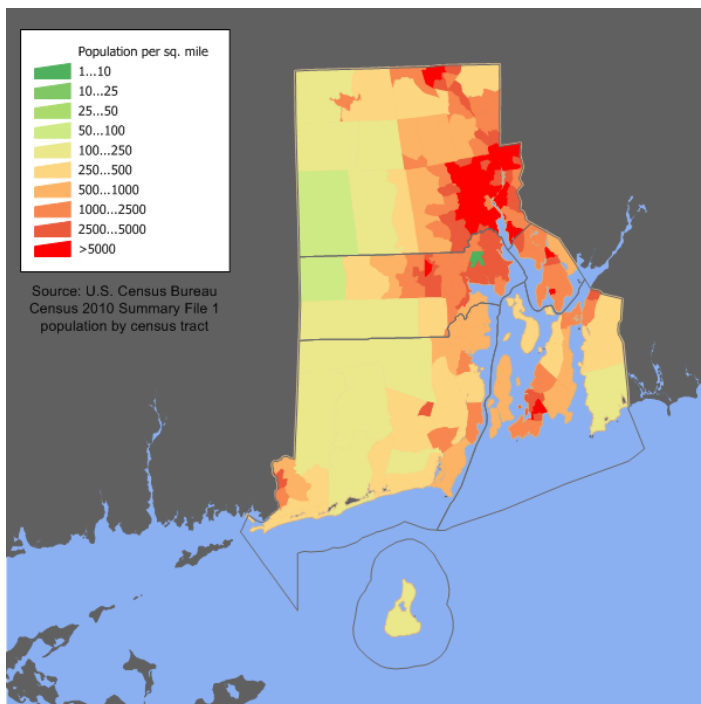 Population per sq. mile
1...10
10...25
25...50
50...100
100...250
250...500
500...1000
1000...2500
2500...5000
>5000
Source: U.S. Census Bureau
Census 2010 Summary File 1
population by census tract